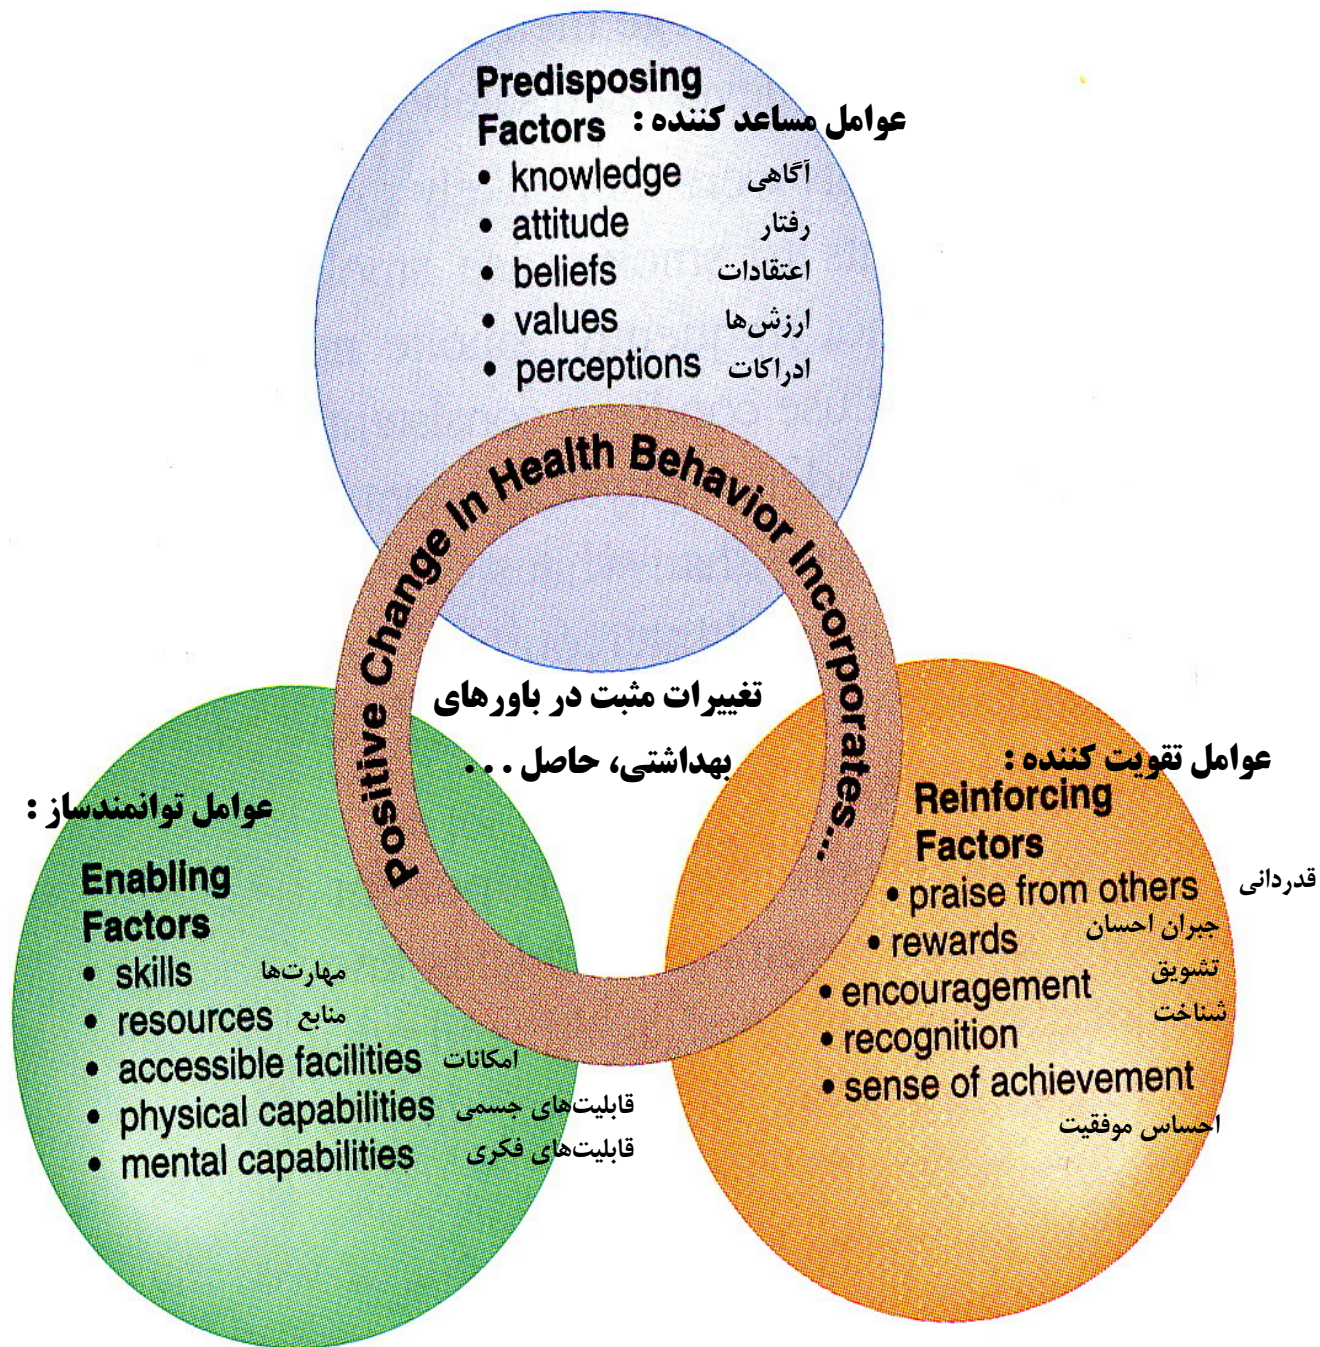 Predisposing
Factors عوامل مساعد کننده :
• knowledge آگاهی
• attitude رفتار
• beliefs اعتقادات
• values ارزش‌ها
• perceptions ادراکات
Positive Change In Health Behavior Incorporates...
تغییرات مثبت در باورهای
بهداشتی، حاصل . . .
عوامل توانمندساز :
Enabling
Factors
• skills مهارت‌ها
• resources منابع
• accessible facilities امکانات
• physical capabilities قابلیت‌های جسمی
• mental capabilities قابلیت‌های فکری
عوامل تقویت کننده :
Reinforcing
Factors
• praise from others قدردانی
• rewards جبران احسان
• encouragement تشویق
• recognition شناخت
• sense of achievement
احساس موفقیت